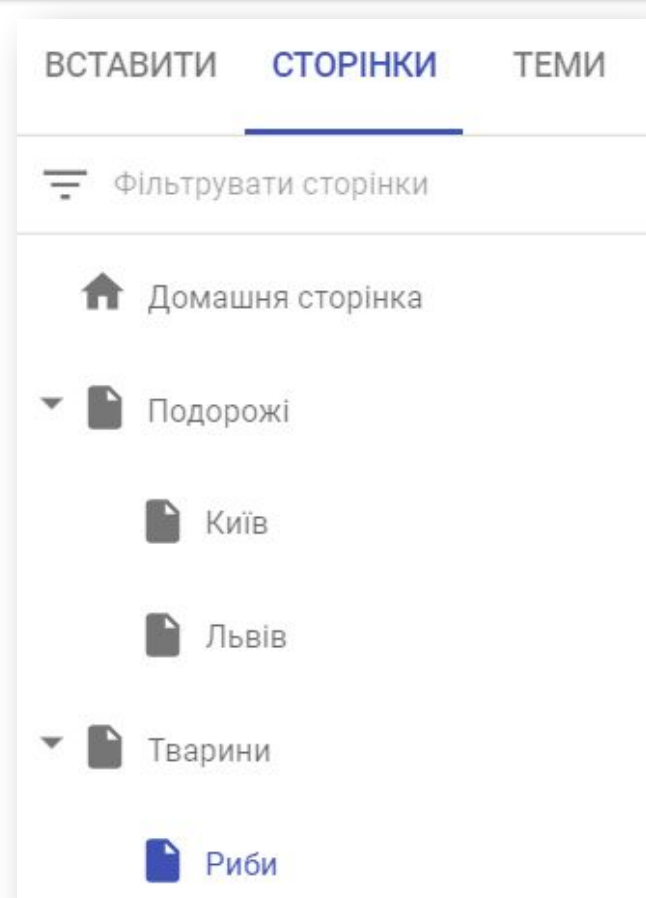 ВСТАВИТИ СТОРІНКИ ТЕМИ
Фільтрувати сторінки
Домашня сторінка
Подорожі
Київ
Львів
Тварини
Риби